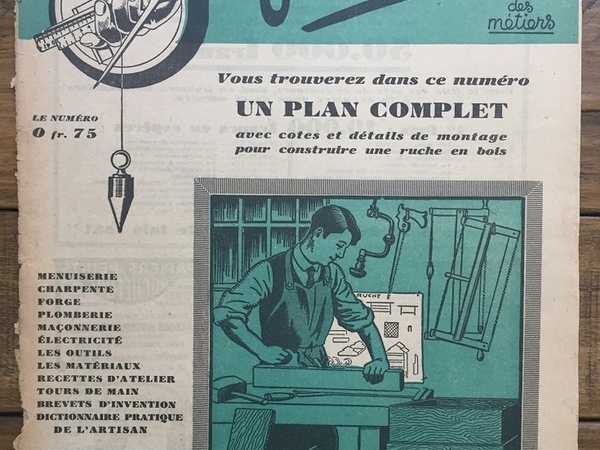 des
métiers
Vous trouverez dans ce numéro
UN PLAN COMPLET
avec cotes et détails de montage
pour construire une ruche en bois
LE NUMÉRO
0 fr. 75
RUCHE
MENUISERIE
CHARPENTE
FORGE
PLOMBERIE
MAÇONNERIE
ÉLECTRICITÉ
LES OUTILS
LES MATÉRIAUX
RECETTES D'ATELIER
TOURS DE MAIN
BREVETS D'INVENTION
DICTIONNAIRE PRATIQUE
DE L'ARTISAN